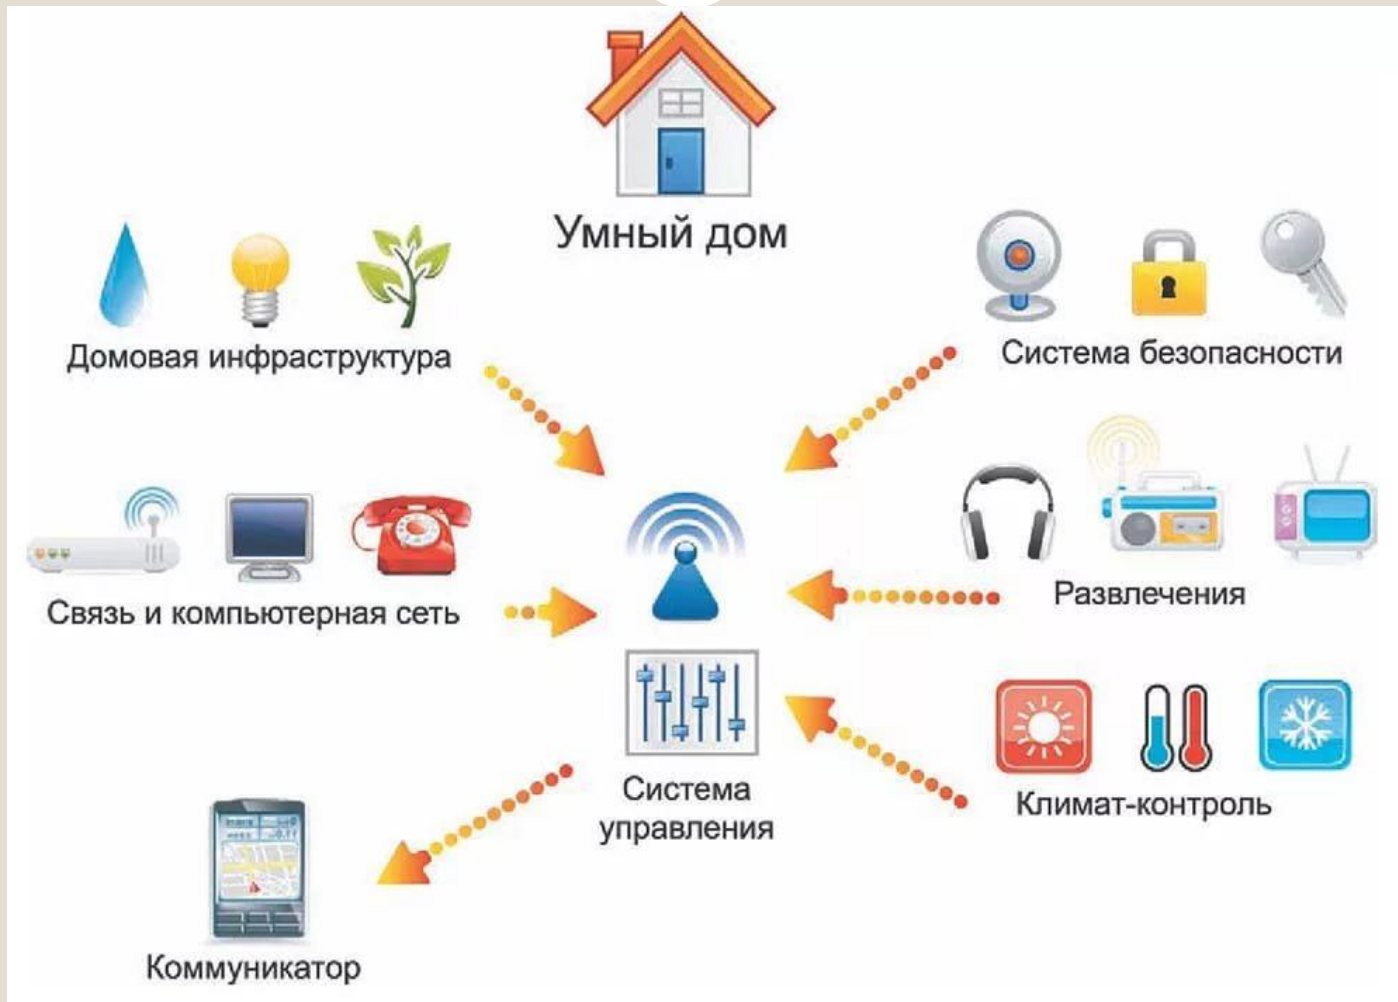 Умный дом
Домовая инфраструктура
Система безопасности
Связь и компьютерная сеть
Развлечения
Система
управления
Климат-контроль
Коммуникатор